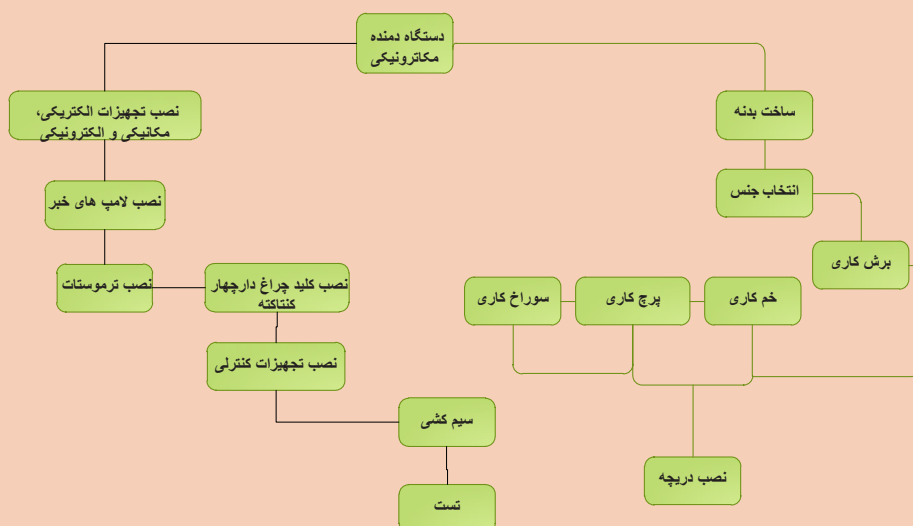 دستگاه دمنده
مکاترونیکی
ساخت بدنه
انتخاب جنس
برش کاری
خم کاری
پرچ کاری
سوراخ کاری
نصب دریچه
نصب تجهیزات الکتریکی،
مکانیکی و الکترونیکی
نصب لامپ های خبر
نصب ترموستات
نصب کلید چراغ دارچهار
کنتاکته
نصب تجهیزات کنترلی
سیم کشی
تست